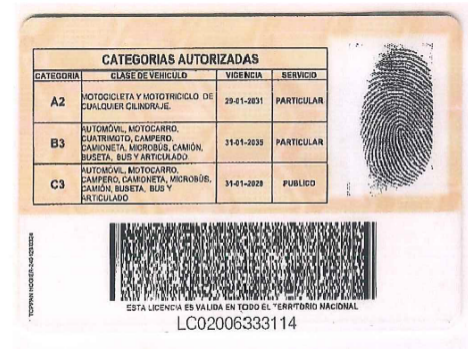 CATEGORIAS AUTORIZADAS
CATEGORIA CLASE DE VEHICULO VIGENCIA SERVICIO
A2 MOTOCICLETA Y MOTOTRICICLO DE CUALQUIER CILINDRAJE. 29-01-2031 PARTICULAR
B3 AUTOMÓVIL, MOTOCARRO, CUATRIMOTO, CAMPERO, CAMIONETA, MICROBÚS, CAMIÓN, BUSETA, BUS Y ARTICULADO 31-01-2035 PARTICULAR
C3 AUTOMÓVIL, MOTOCARRO, CAMPERO, CAMIONETA, MICROBÚS, CAMIÓN, BUSETA, BUS Y ARTICULADO 31-01-2028 PUBLICO
ESTA LICENCIA ES VALIDA EN TODO EL TERRITORIO NACIONAL
LC02006333114